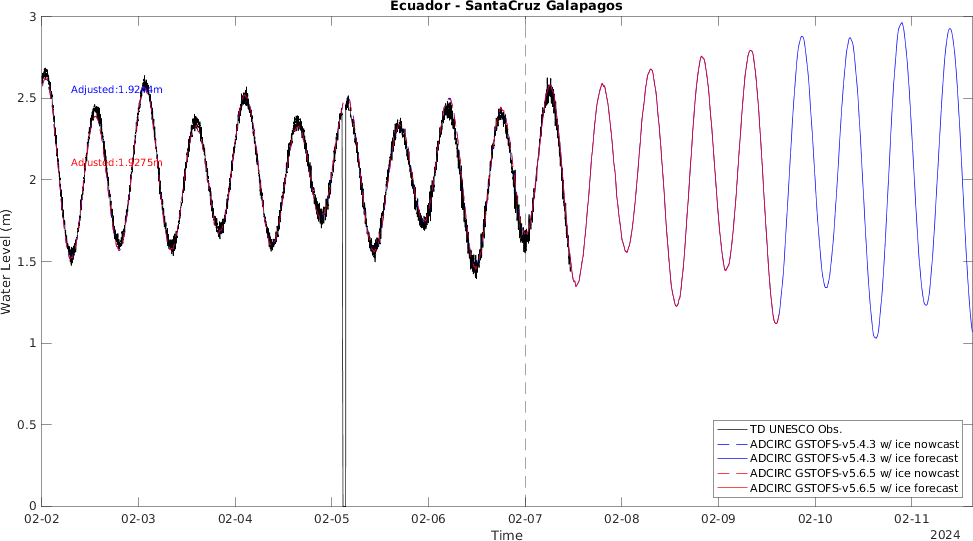 Ecuador - SantaCruz Galapagos
3
2.5
2
1.5
1
0.5
0
Water Level (m)
Adjusted:1.9275m
02-02
02-03
02-04
02-05
02-06
02-07
02-08
02-09
02-10
02-11
Time
2024
TD UNESCO Obs.
ADCIRC GSTOFS-v5.4.3 w/ ice nowcast
ADCIRC GSTOFS-v5.4.3 w/ ice forecast
ADCIRC GSTOFS-v5.6.5 w/ ice nowcast
ADCIRC GSTOFS-v5.6.5 w/ ice forecast